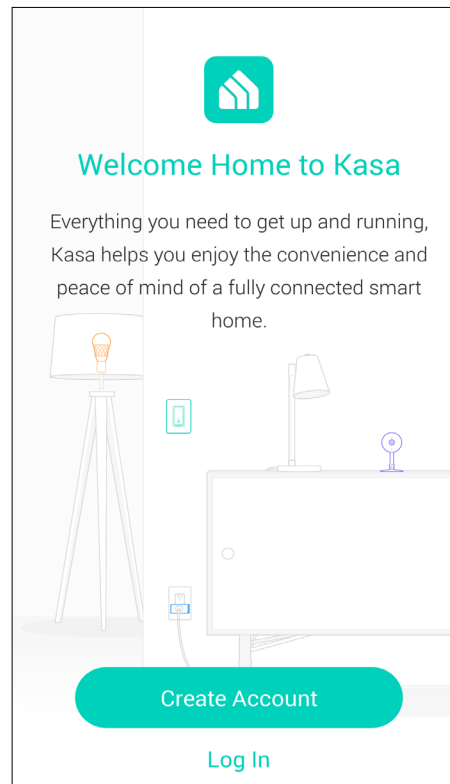 Welcome Home to Kasa
Everything you need to get up and running,
Kasa helps you enjoy the convenience and
peace of mind of a fully connected smart
home.
Create Account
Log In